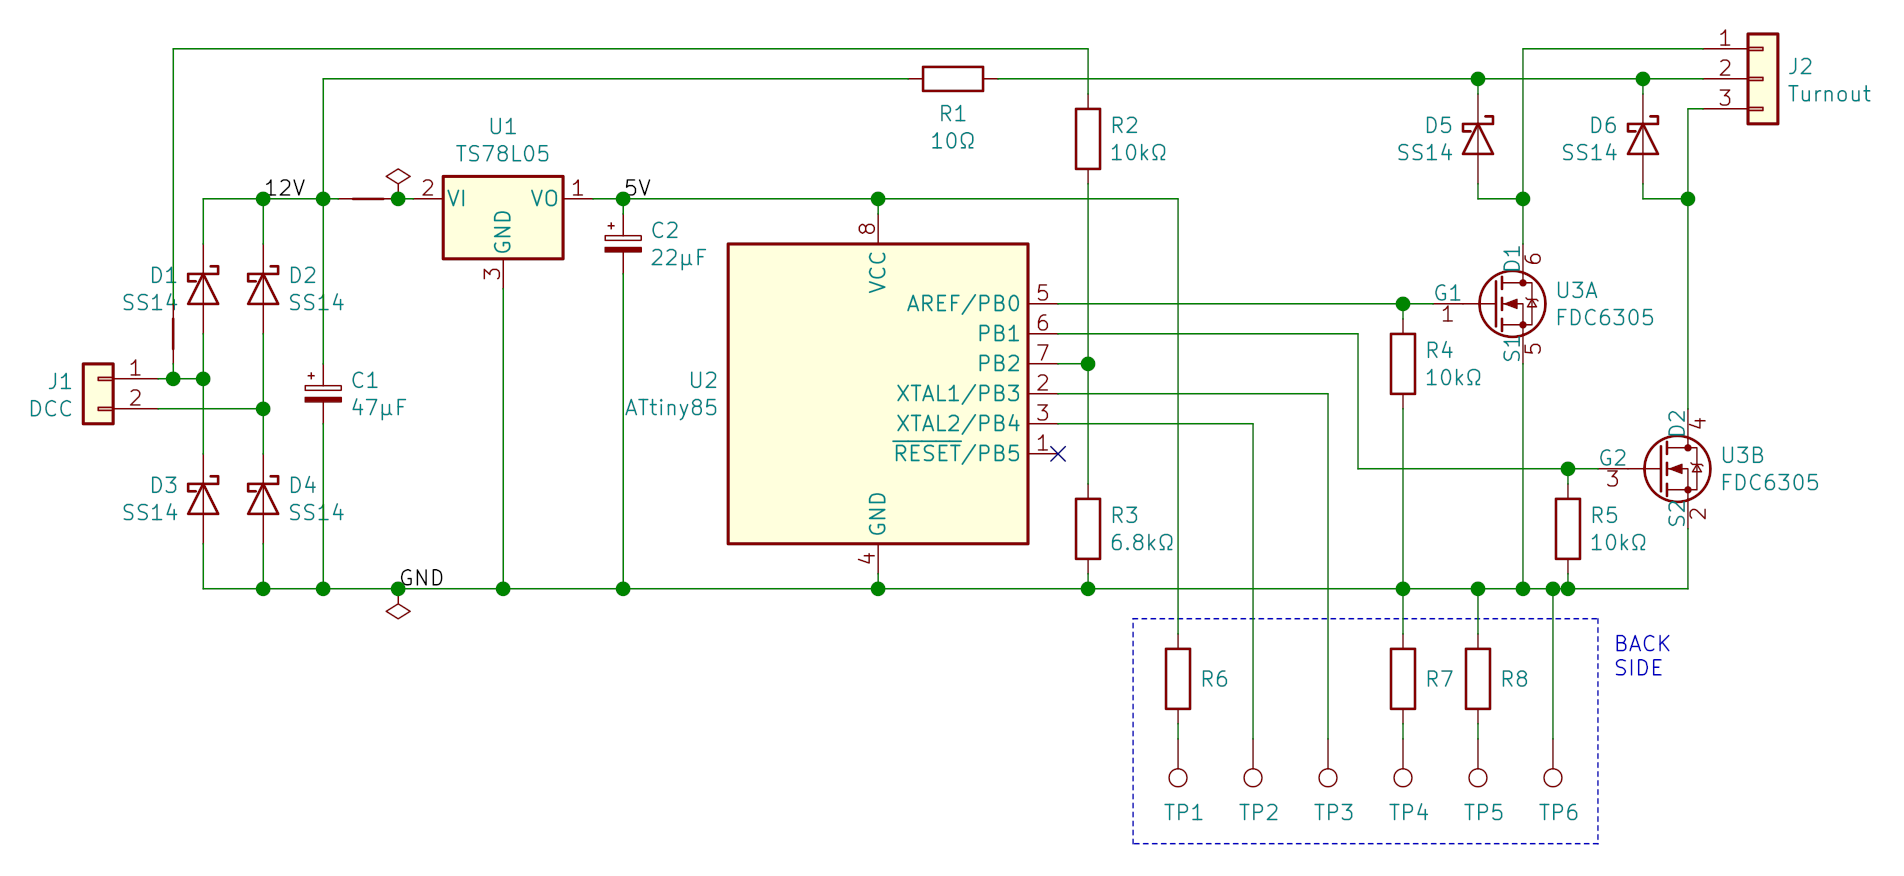 1
J2
2
Turnout
3
R1
10Ω
R2
10kΩ
D5
SS14
D6
SS14
U1
TS78L05
12V
2
VI
VO
1
GND
3
5V
+
C2
22µF
8
VCC
D1
SS14
D2
SS14
AREF/PB0
5
PB1
6
PB2
7
XTAL1/PB3
2
XTAL2/PB4
3
RESET/PB5
1
GND
4
U2
ATtiny85
G1
1
D1
6
S1
5
U3A
FDC6305
R4
10kΩ
J1
DCC
1
2
+
C1
47µF
D3
SS14
D4
SS14
R3
6.8kΩ
G2
3
D2
4
S2
2
U3B
FDC6305
R5
10kΩ
GND
BACK
SIDE
R6
R7
R8
TP1
TP2
TP3
TP4
TP5
TP6